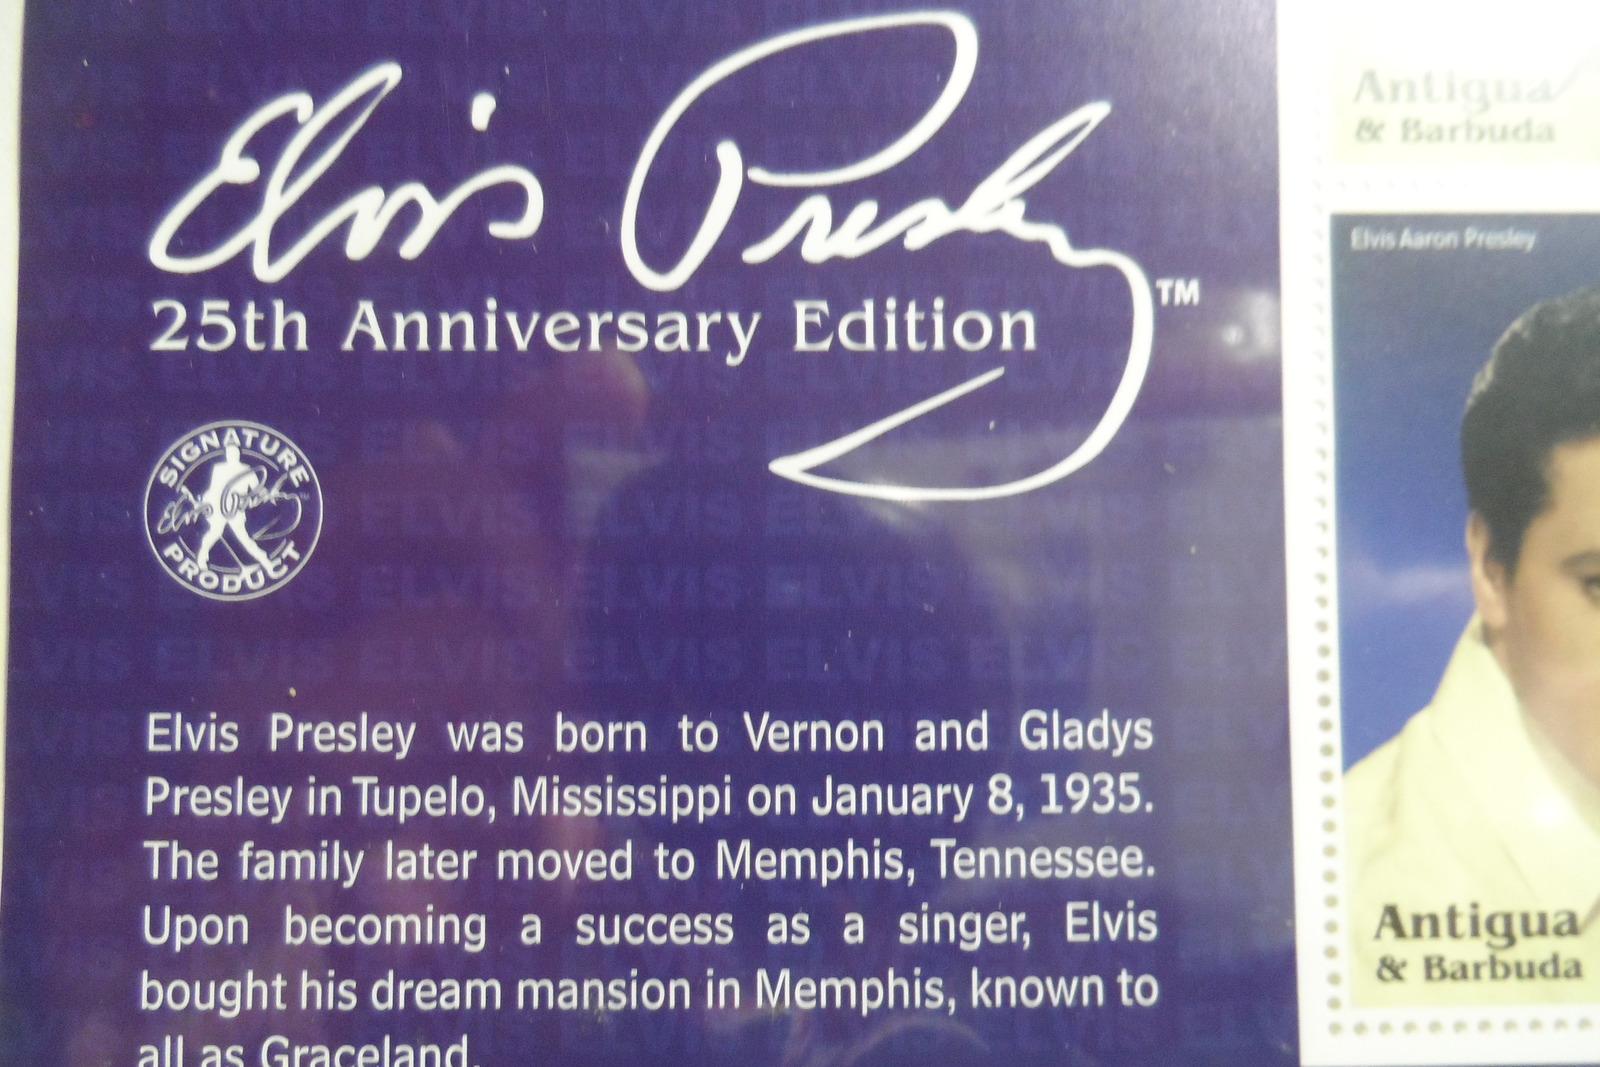 Elvis Presley™
25th Anniversary Edition
SIGNATURE
Elvis Presley
PRODUCT
Elvis Presley was born to Vernon and Gladys
Presley in Tupelo, Mississippi on January 8, 1935.
The family later moved to Memphis, Tennessee.
Upon becoming a success as a singer, Elvis
bought his dream mansion in Memphis, known to
all as Graceland.
Antigua
& Barbuda
Elvis Aaron Presley
Antigua
& Barbuda